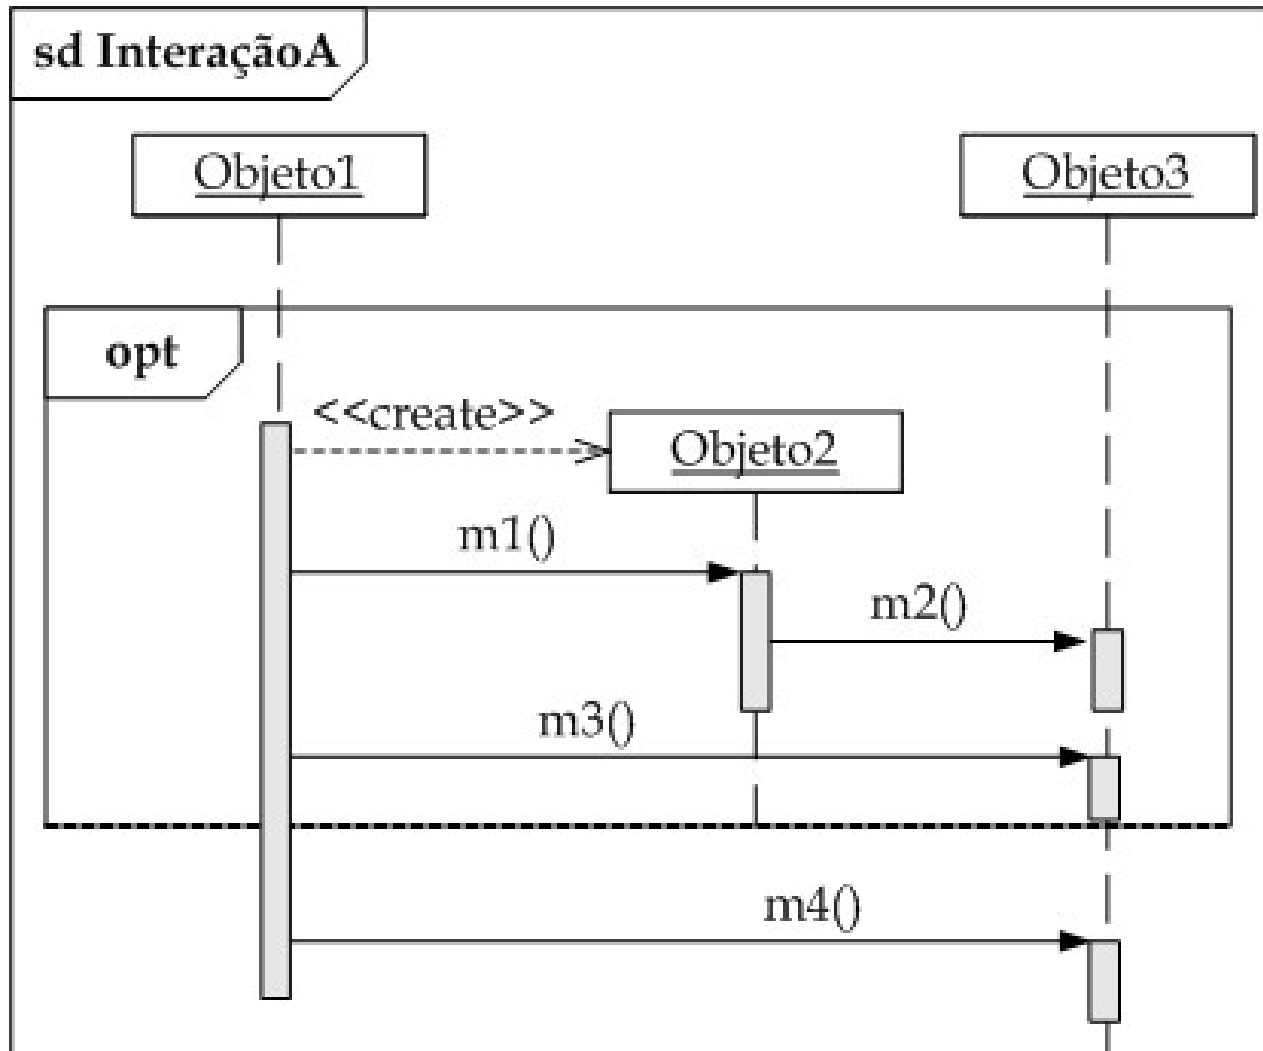 sd InteraçãoA
Objeto1
Objeto3
opt
<<create>>
Objeto2
m1()
m2()
m3()
m4()